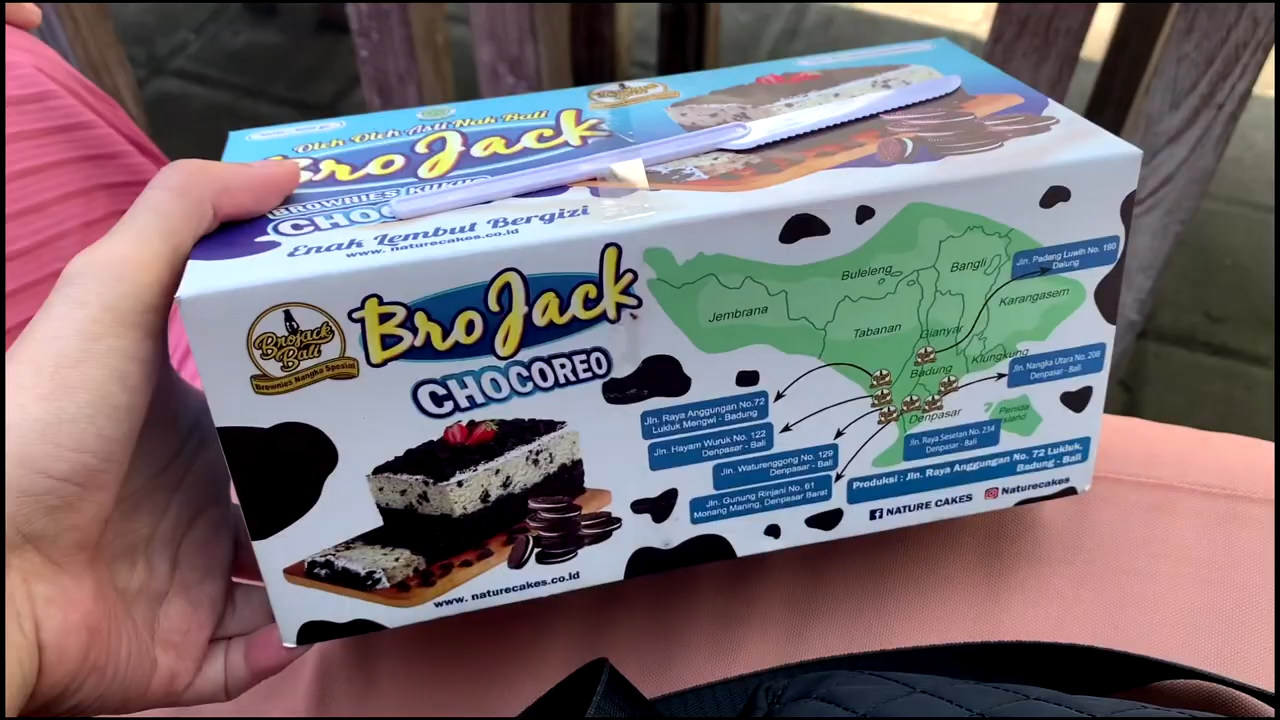 Oleh Asli Nak Bali
Bro Jack
BROWNIES KUKUS
CHOC
Enak Lembut Bergizi
www. naturecakes.co.id
Brojack
Bali
Brownies Nangka Spesial
Bro Jack
CHOCOREO
www. naturecakes.co.id
Jembrana
Buleleng
Bangli
Karangasem
Tabanan
Gianyar
Klungkung
Badung
Denpasar
Penida
Island
Jln. Padang Luwih No. 190
Dalung
Jln. Nangka Utara No. 208
Denpasar - Bali
Jln. Raya Anggungan No.72
Lukluk Mengwi - Badung
Jln. Hayam Wuruk No. 122
Denpasar - Bali
Jln. Waturenggong No. 129
Denpasar - Bali
Jln. Gunung Rinjani No. 61
Monang Maning, Denpasar Barat
Jln. Raya Sesetan No. 234
Denpasar - Bali
Produksi : Jln. Raya Anggungan No. 72 Lukluk,
Badung - Bali
NATURE CAKES
Naturecakes